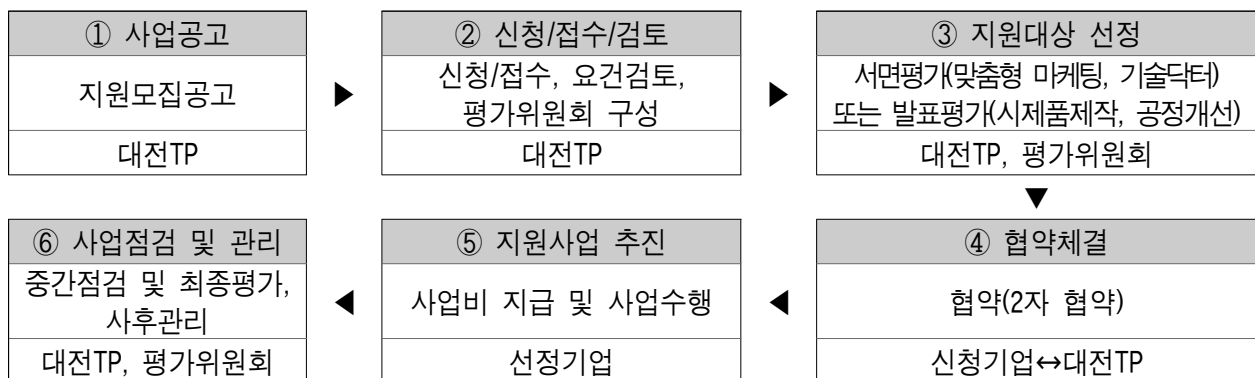 ① 사업공고
지원모집공고
대전TP
▶
② 신청/접수/검토
신청/접수, 요건검토,
평가위원회 구성
대전TP
▶
③ 지원대상 선정
서면평가(맞춤형 마케팅, 기술닥터)
또는 발표평가(시제품제작, 공정개선)
대전TP, 평가위원회
▼
④ 협약체결
협약(2자 협약)
신청기업↔대전TP
◀
⑤ 지원사업 추진
사업비 지급 및 사업수행
선정기업
◀
⑥ 사업점검 및 관리
중간점검 및 최종평가,
사후관리
대전TP, 평가위원회